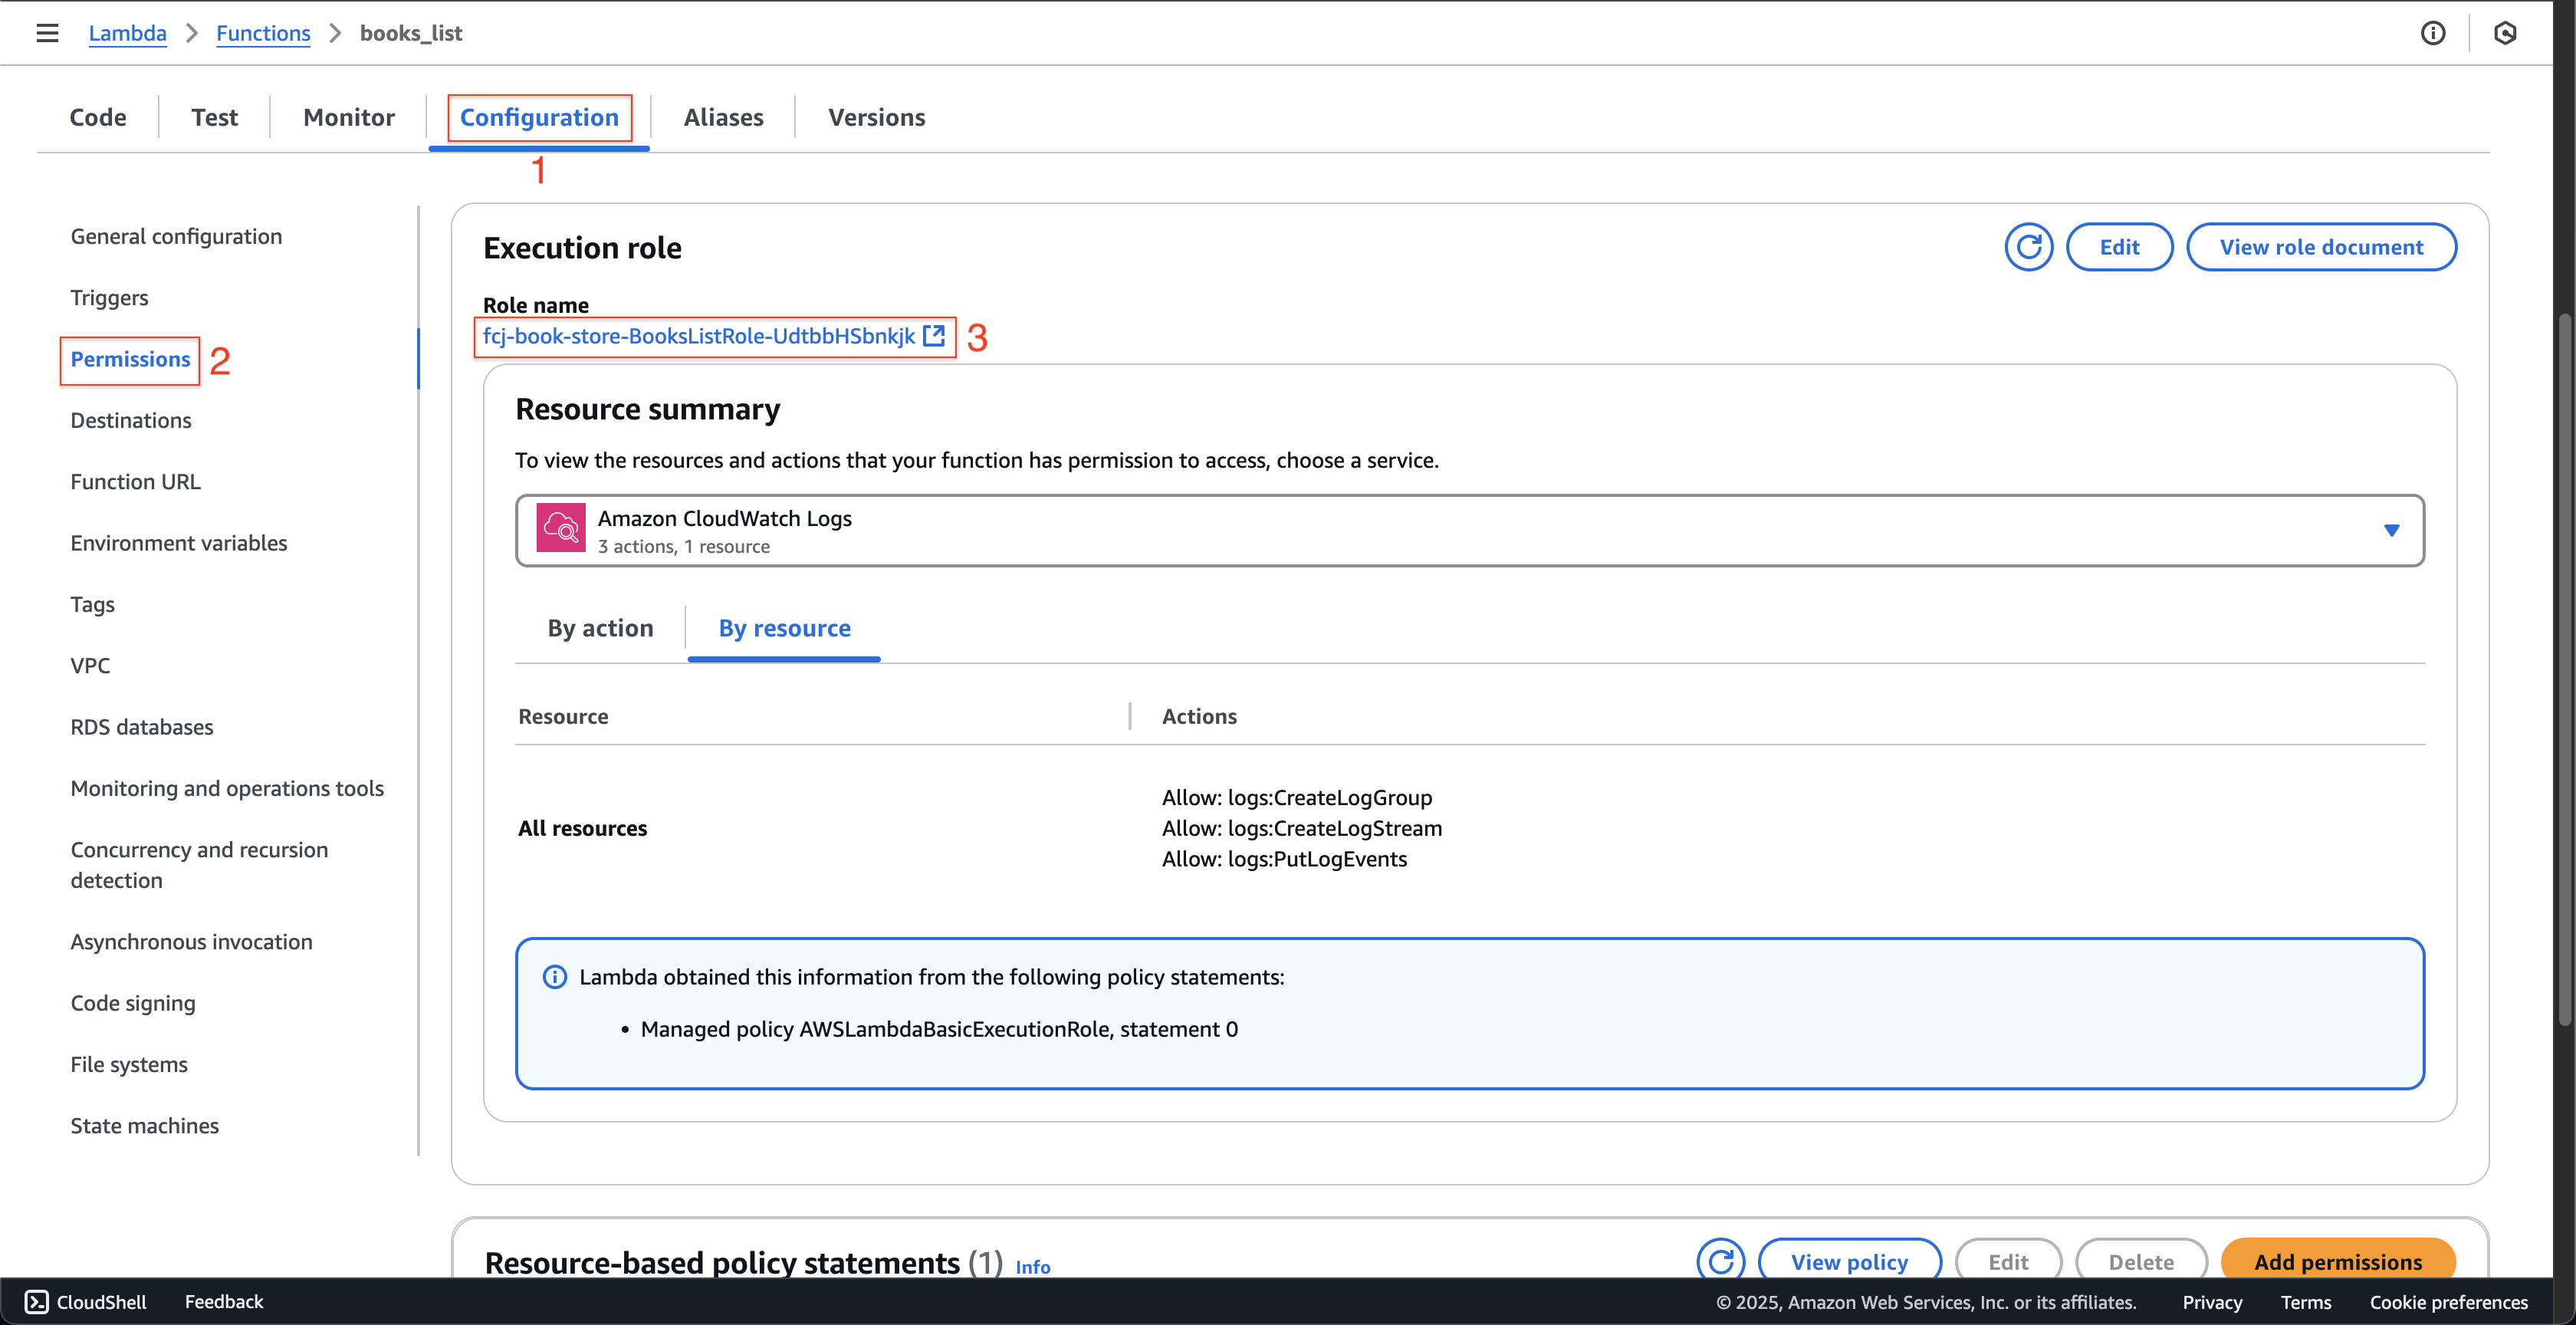 Lambda > Functions > books_list
Code Test Monitor Configuration Aliases Versions
1
General configuration
Triggers
Permissions 2
Destinations
Function URL
Environment variables
Tags
VPC
RDS databases
Monitoring and operations tools
Concurrency and recursion
detection
Asynchronous invocation
Code signing
File systems
State machines
Execution role
Edit View role document
Role name
fcj-book-store-BooksListRole-UdtbbHSbnkjk 3
Resource summary
To view the resources and actions that your function has permission to access, choose a service.
Amazon CloudWatch Logs
3 actions, 1 resource
By action By resource
Resource Actions
All resources
Allow: logs:CreateLogGroup
Allow: logs:CreateLogStream
Allow: logs:PutLogEvents
Lambda obtained this information from the following policy statements:
• Managed policy AWSLambdaBasicExecutionRole, statement 0
Resource-based policy statements (1) Info
View policy Edit Delete Add permissions
CloudShell Feedback © 2025, Amazon Web Services, Inc. or its affiliates. Privacy Terms Cookie preferences